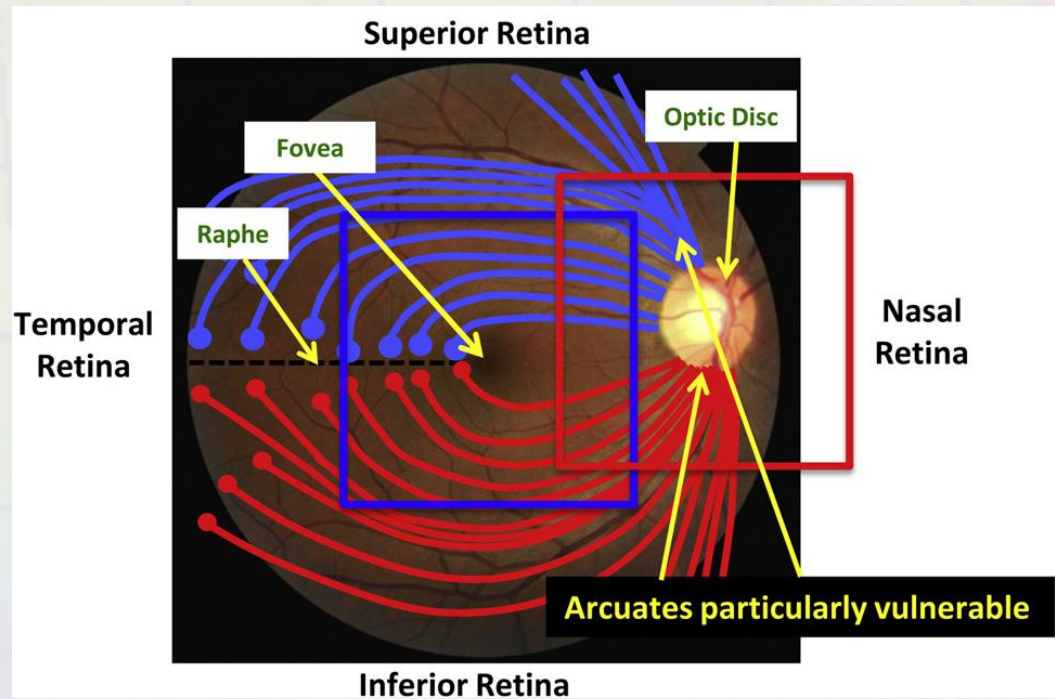 Superior Retina
Optic Disc
Fovea
Raphe
Temporal
Retina
Nasal
Retina
Arcuates particularly vulnerable
Inferior Retina